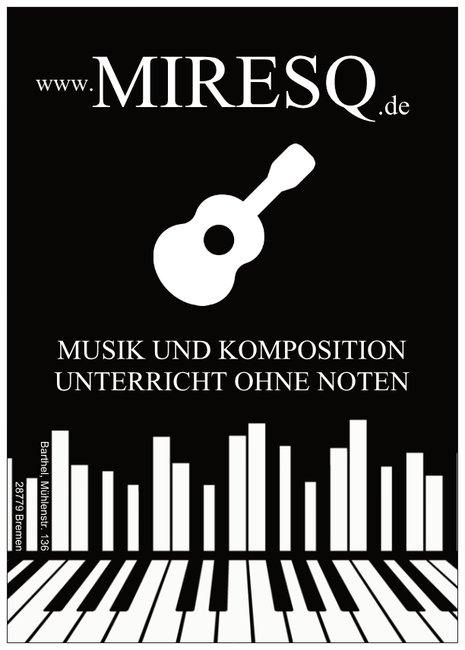 www.MIRESQ.de
MUSIK UND KOMPOSITION
UNTERRICHT OHNE NOTEN
Barthel, Mühlenstr. 136
28779 Bremen